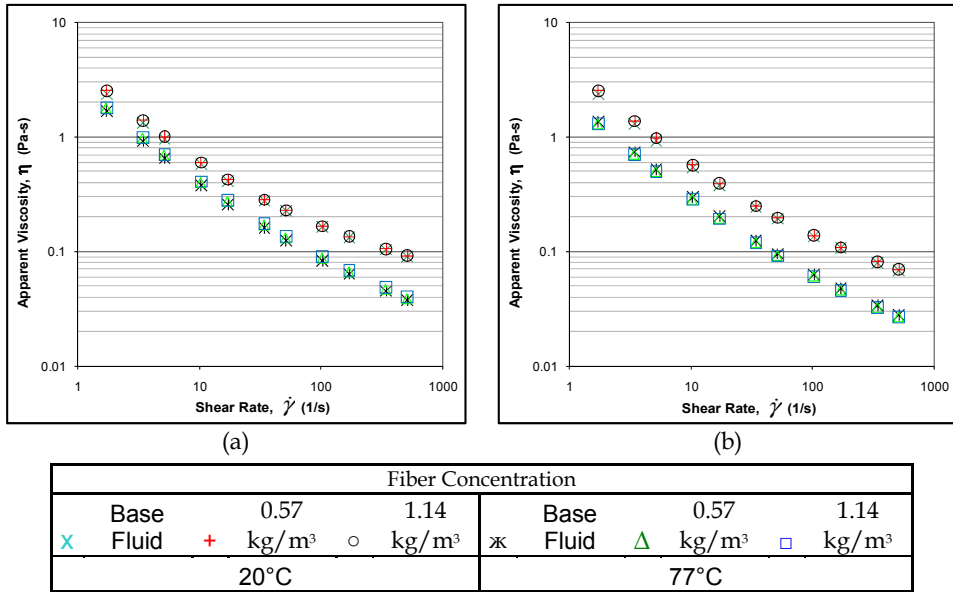 10
1
0.1
0.01
1 10 100 1000
Apparent Viscosity, η (Pa-s)
Shear Rate, γ̇ (1/s)
(a)
10
1
0.1
0.01
1 10 100 1000
Apparent Viscosity, η (Pa-s)
Shear Rate, γ̇ (1/s)
(b)
Fiber Concentration
Base 0.57 1.14 Base 0.57 1.14
x Fluid + kg/m³ ○ kg/m³ ж Fluid Δ kg/m³ □ kg/m³
20°C 77°C